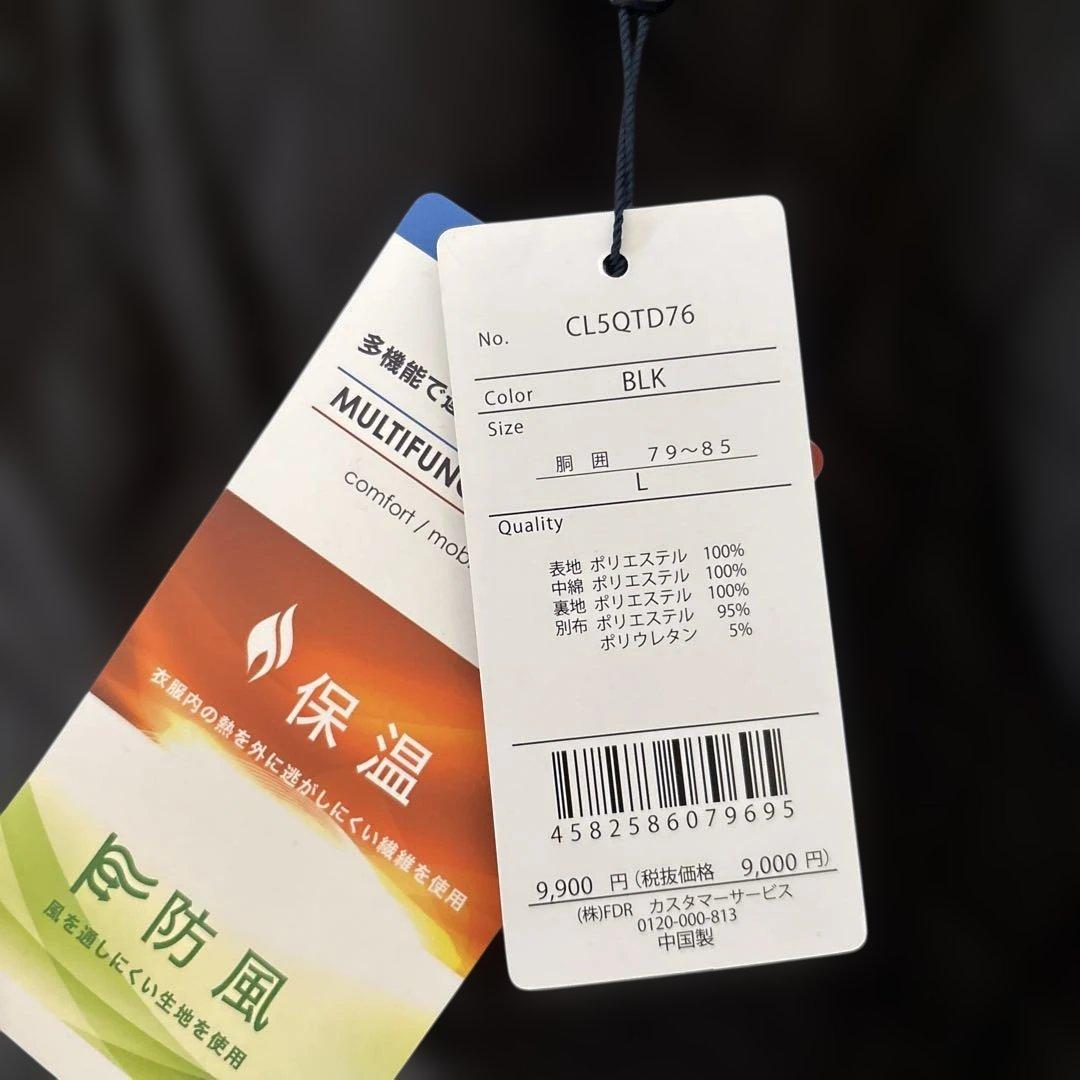 多機能で
MULTIFUNC
comfort / mob
保温
衣服内の熱を外に逃がしにくい繊維を使用
防風
風を通しにくい生地を使用
No. CL5QTD76
Color BLK
Size
胴囲 79～85
L
Quality
表地 ポリエステル 100%
中綿 ポリエステル 100%
裏地 ポリエステル 100%
別布 ポリエステル 95%
ポリウレタン 5%
4582586079695
9,900 円 (税抜価格 9,000 円)
(株)FDR カスタマーサービス
0120-000-813
中国製